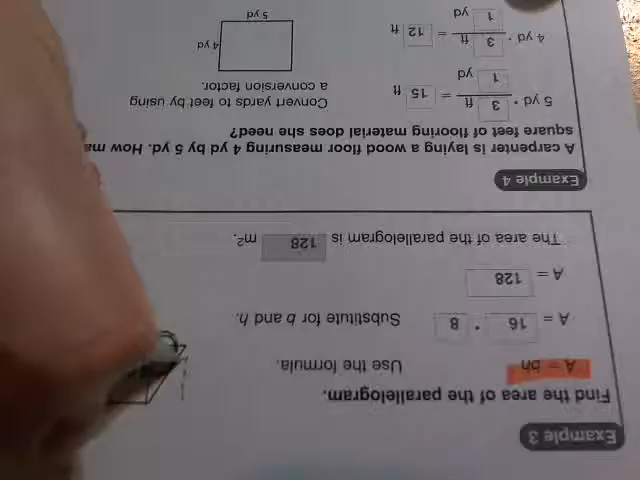 Example 3
Find the area of the parallelogram.
A = bh Use the formula.
A = 16 · 8 Substitute for b and h.
A = 128
The area of the parallelogram is 128 m².
Example 4
A carpenter is laying a wood floor measuring 4 yd by 5 yd. How
square feet of flooring material does she need?
5 yd · 3 ft / 1 yd = 15 ft
Convert yards to feet by using
a conversion factor.
4 yd · 3 ft / 1 yd = 12 ft
4 yd
5 yd